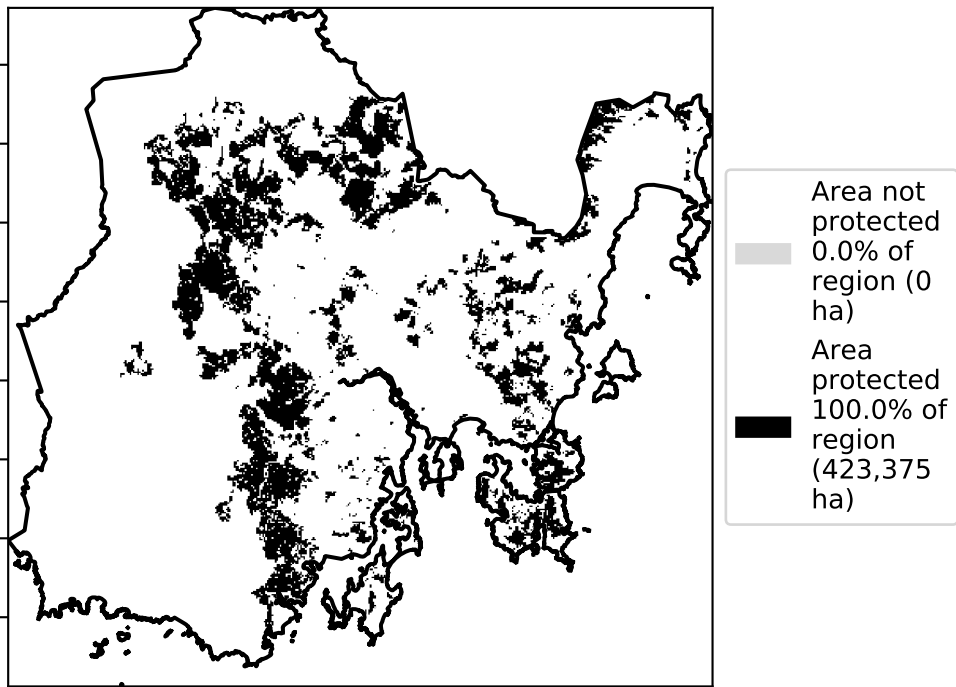 Area not
protected
0.0% of
region (0
ha)
Area
protected
100.0% of
region
(423,375
ha)